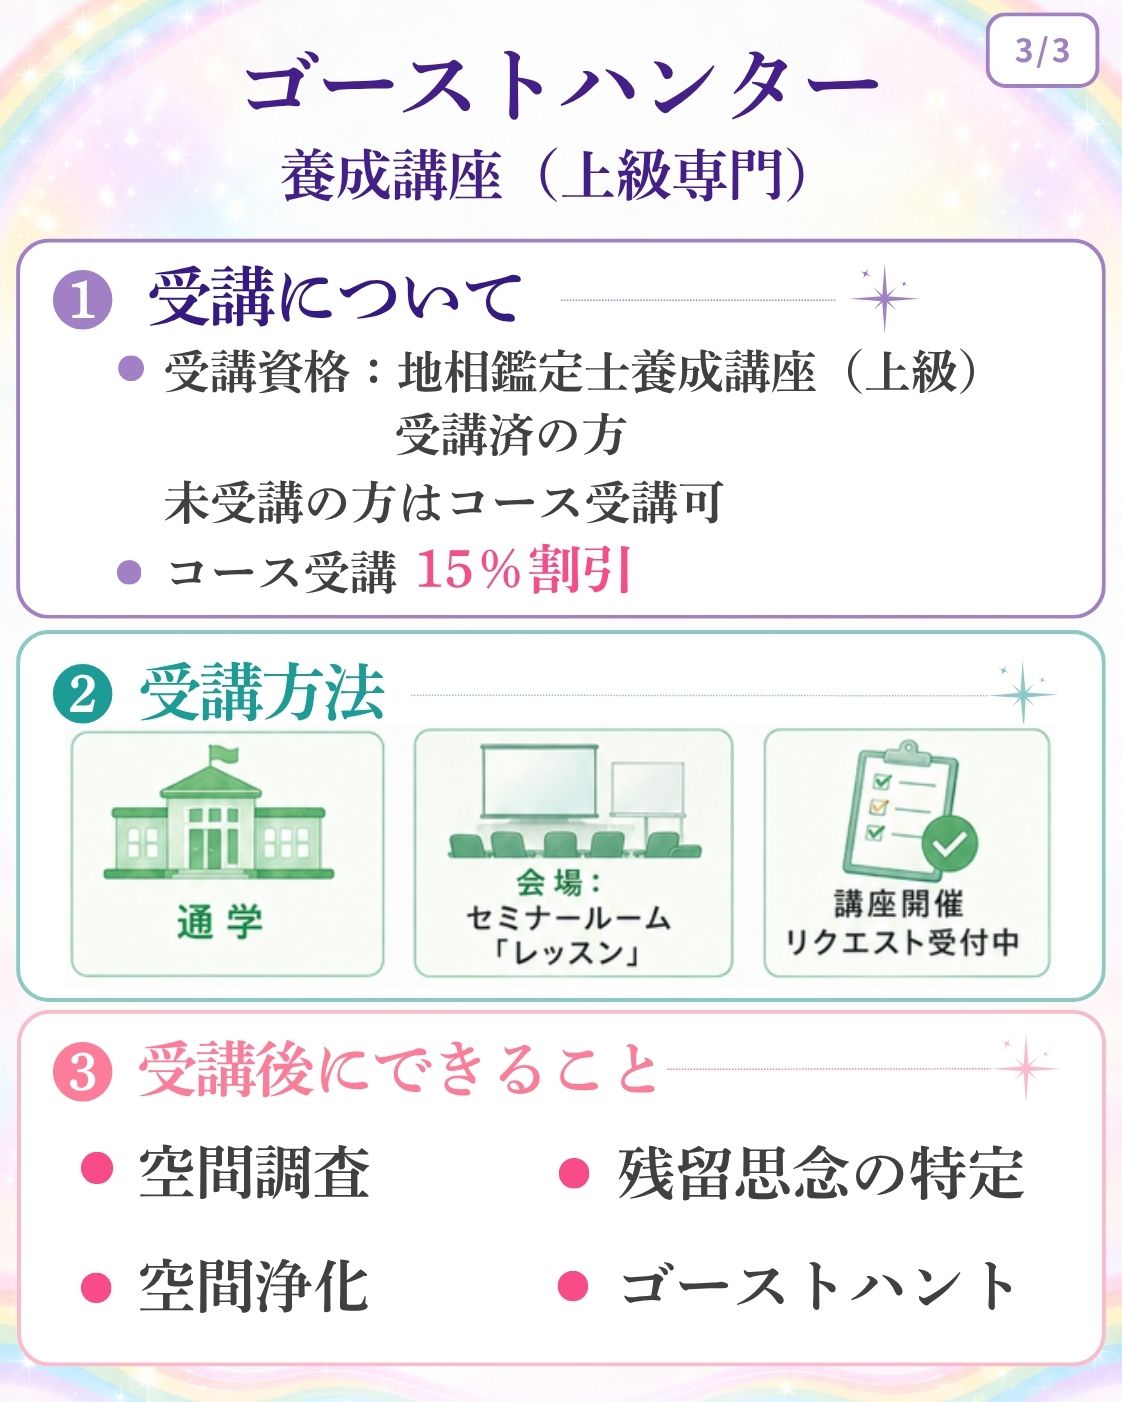 3/3
ゴーストハンター
養成講座（上級専門）
1 受講について
受講資格：地相鑑定士養成講座（上級）
受講済の方
未受講の方はコース受講可
コース受講 15％割引
2 受講方法
通学
会場：
セミナールーム
「レッスン」
講座開催
リクエスト受付中
3 受講後にできること
空間調査
残留思念の特定
空間浄化
ゴーストハント